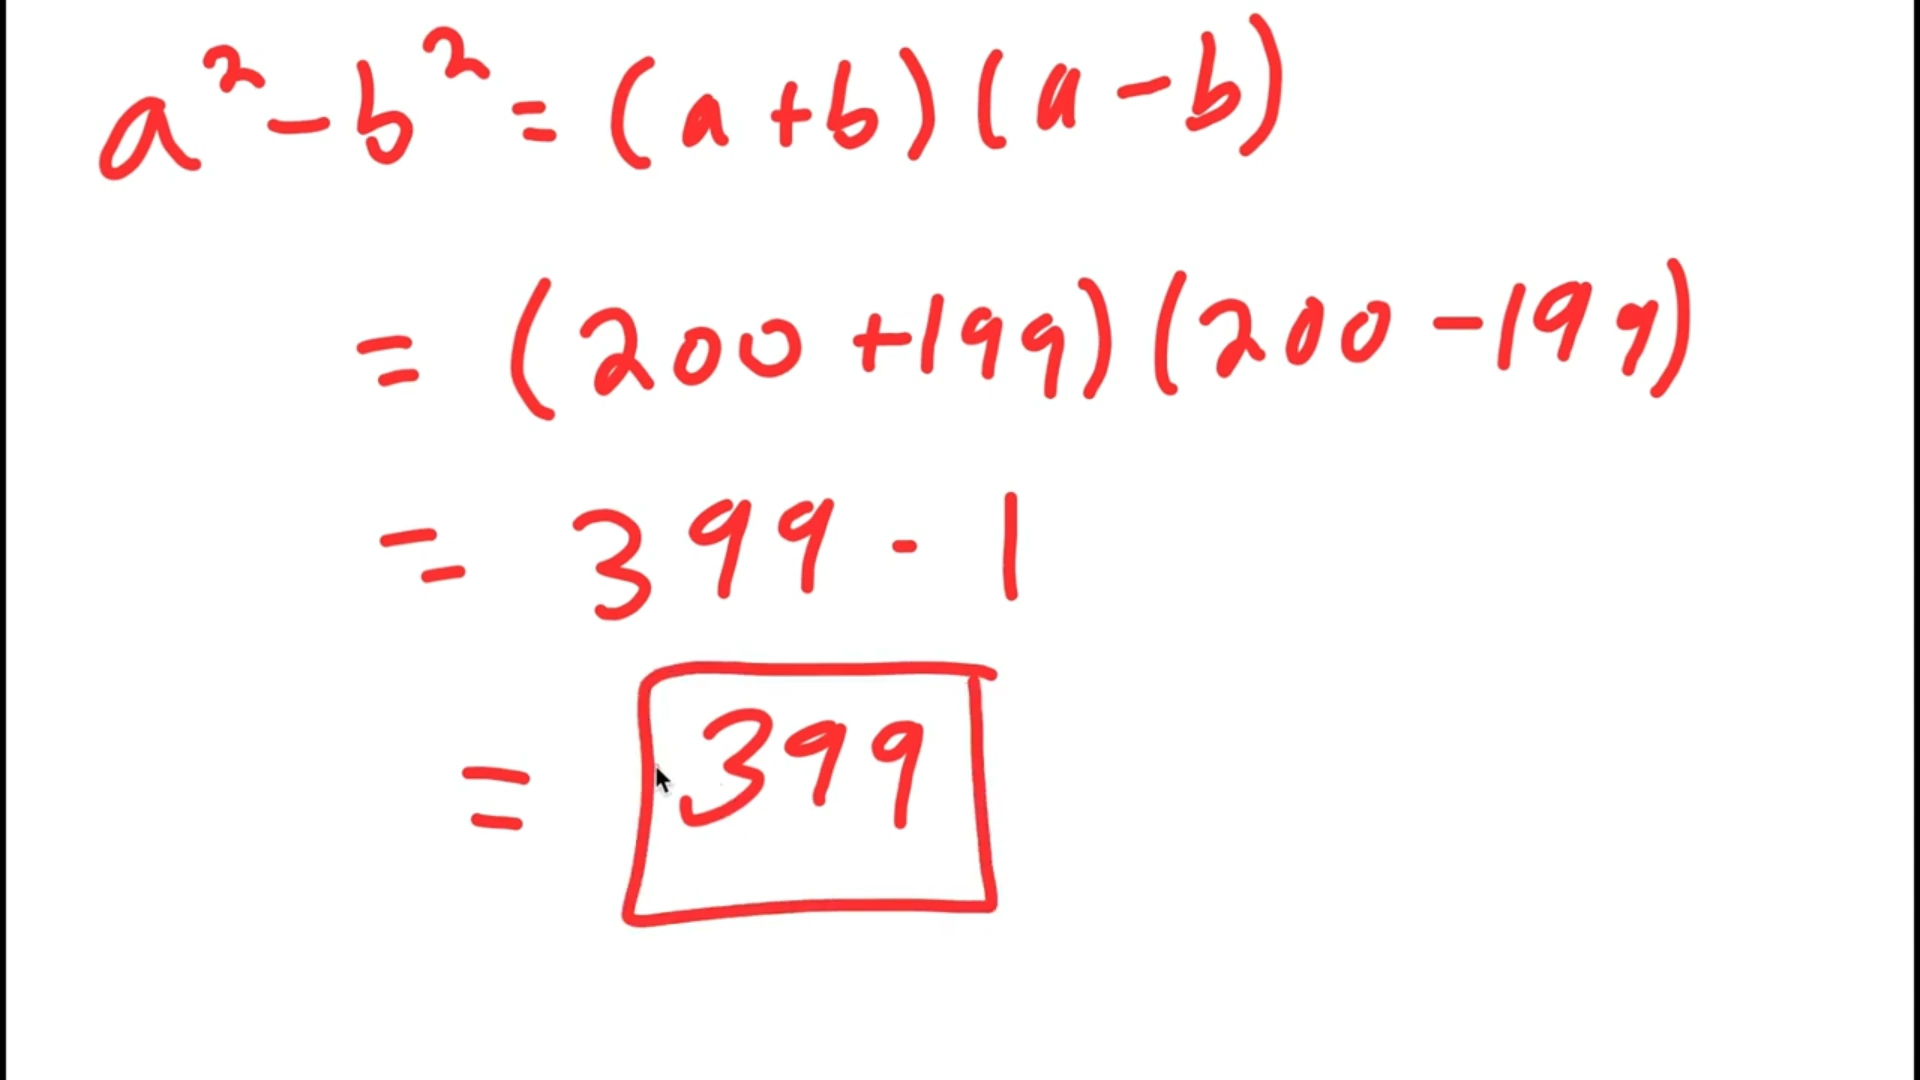 a² - b² = (a + b) (a - b)
= (200 + 199) (200 - 199)
= 399 · 1
= 399